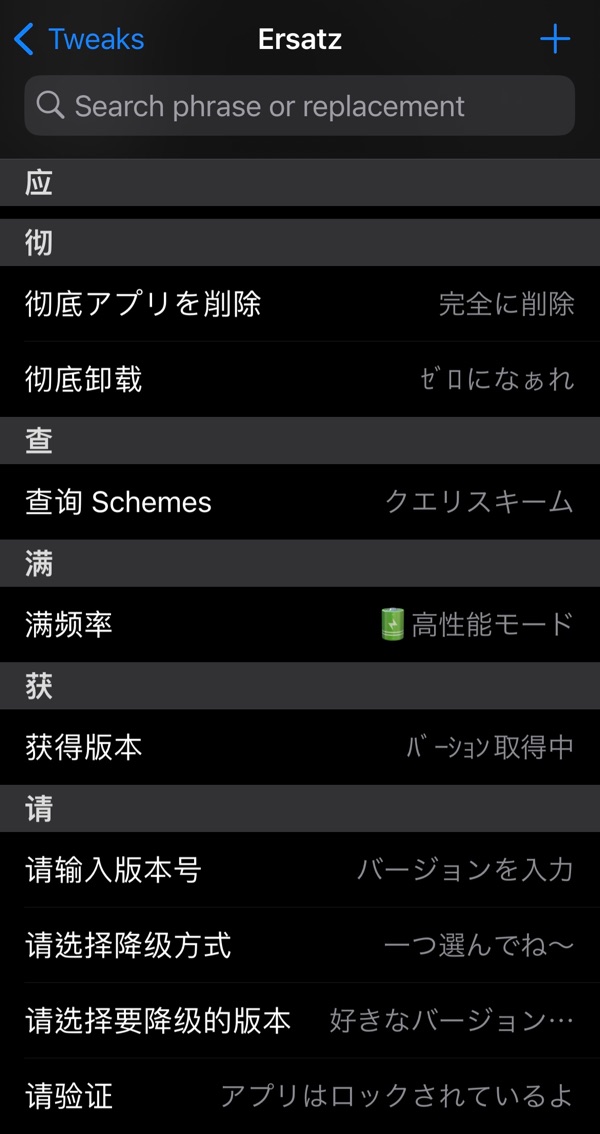 Tweaks Ersatz
Search phrase or replacement
应
彻
彻底アプリを削除 完全に削除
彻底卸载 ｾﾞﾛになぁれ
查
查询 Schemes クエリスキーム
满
满频率 🔋高性能モード
获
获得版本 ﾊﾞｰｼｮﾝ取得中
请
请输入版本号 バージョンを入力
请选择降级方式 一つ選んでね〜
请选择要降级的版本 好きなバージョン…
请验证 アプリはロックされているよ